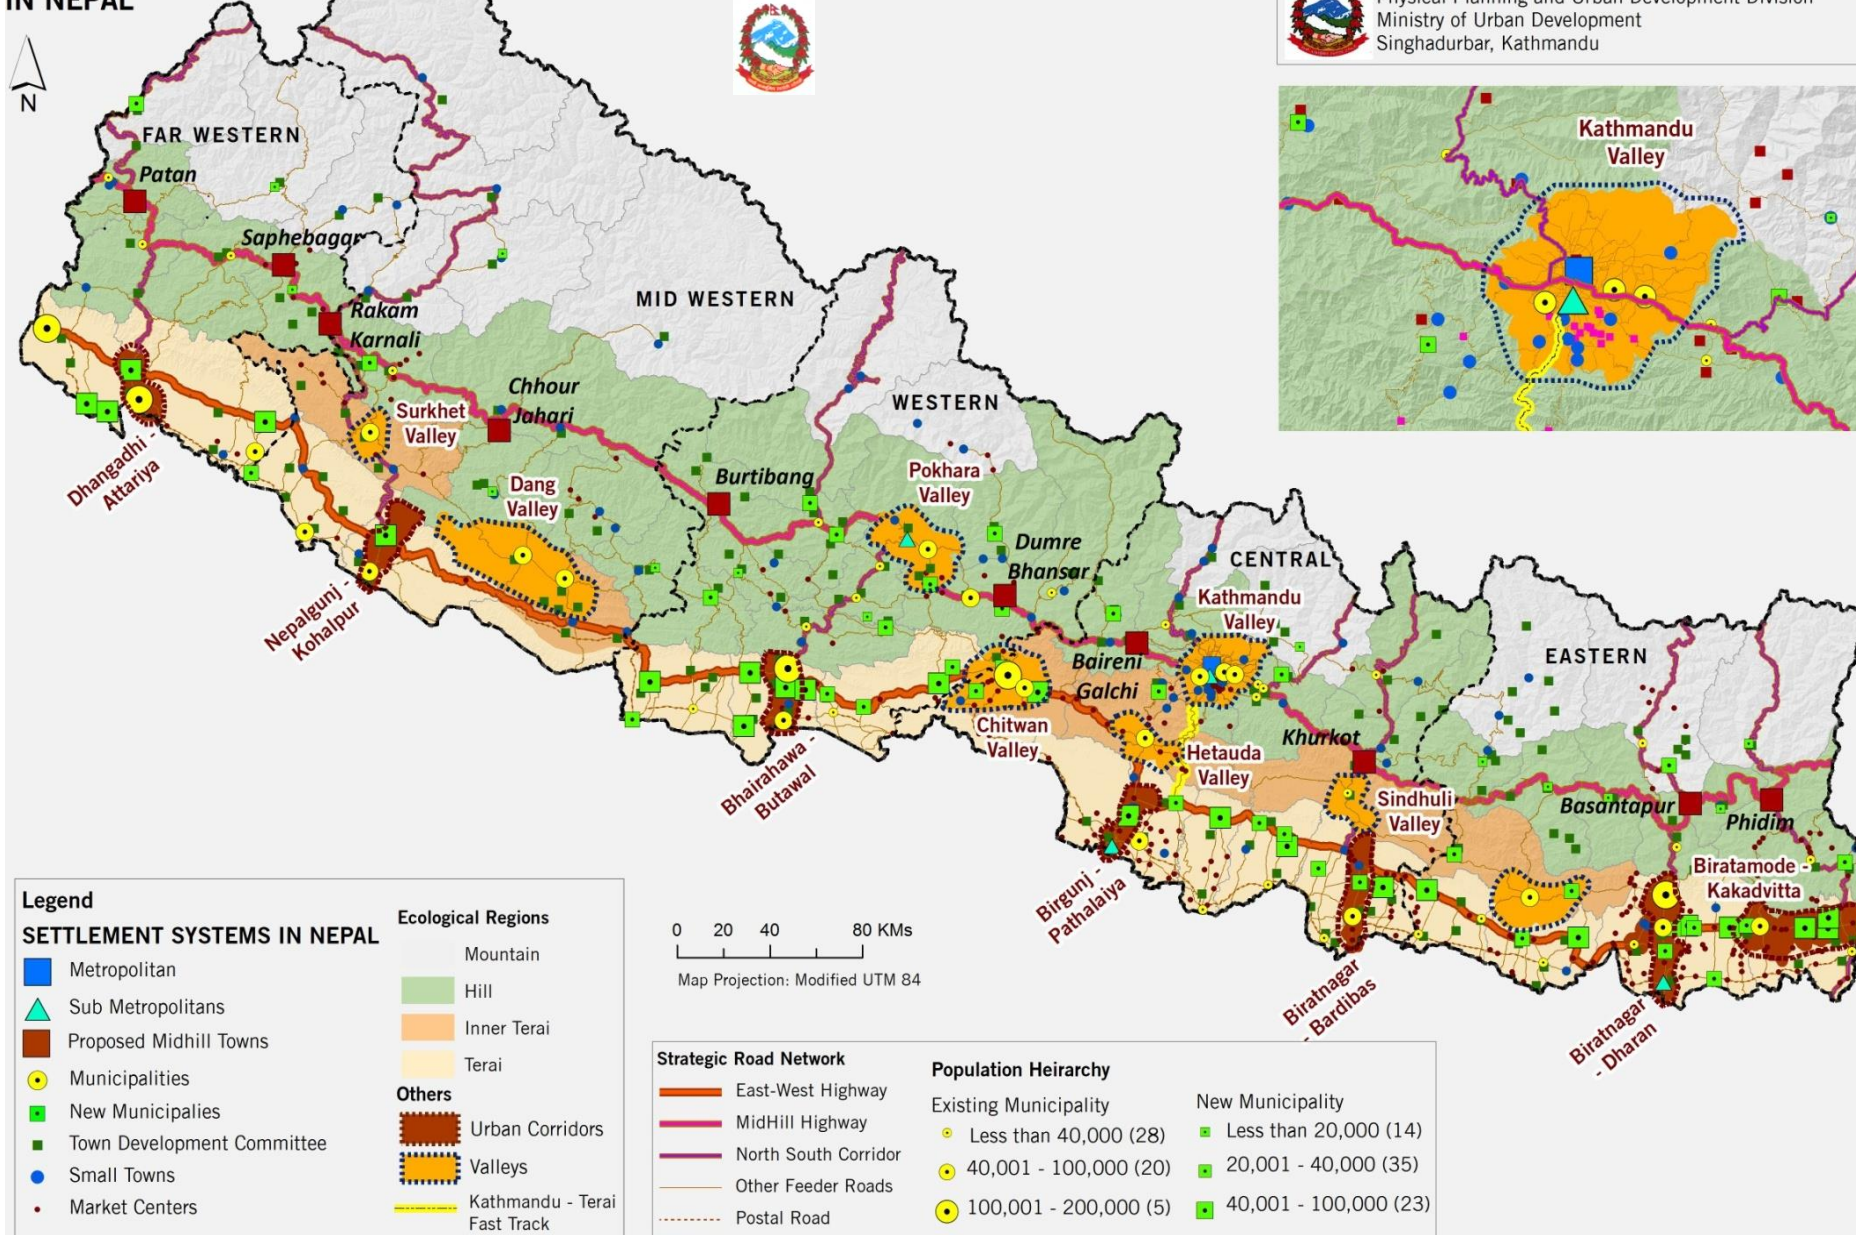 IN NEPAL
Physical Planning and Urban Development Division
Ministry of Urban Development
Singhadurbar, Kathmandu
N
FAR WESTERN
Patan
Saphebagar
Rakam
Karnali
MID WESTERN
Chhour
Jahari
Surkhet
Valley
Dhangadhi -
Attariya
Dang
Valley
Nepalgunj -
Kohalpur
WESTERN
Burtibang
Pokhara
Valley
Dumre
Bhansar
Kathmandu
Valley
CENTRAL
Kathmandu
Valley
Baireni
Galchi
Chitwan
Valley
Bhairahawa -
Butawal
Hetauda
Valley
Khurkot
Sindhuli
Valley
EASTERN
Basantapur
Phidim
Biratamode -
Kakadvitta
Birgunj -
Pathalaiya
Biratnagar
- Bardibas
Biratnagar
- Dharan
Legend
SETTLEMENT SYSTEMS IN NEPAL
Metropolitan
Sub Metropolitans
Proposed Midhill Towns
Municipalities
New Municipalies
Town Development Committee
Small Towns
Market Centers
Ecological Regions
Mountain
Hill
Inner Terai
Terai
Others
Urban Corridors
Valleys
Kathmandu - Terai
Fast Track
0 20 40 80 KMs
Map Projection: Modified UTM 84
Strategic Road Network
East-West Highway
MidHill Highway
North South Corridor
Other Feeder Roads
Postal Road
Population Heirarchy
Existing Municipality
Less than 40,000 (28)
40,001 - 100,000 (20)
100,001 - 200,000 (5)
New Municipality
Less than 20,000 (14)
20,001 - 40,000 (35)
40,001 - 100,000 (23)